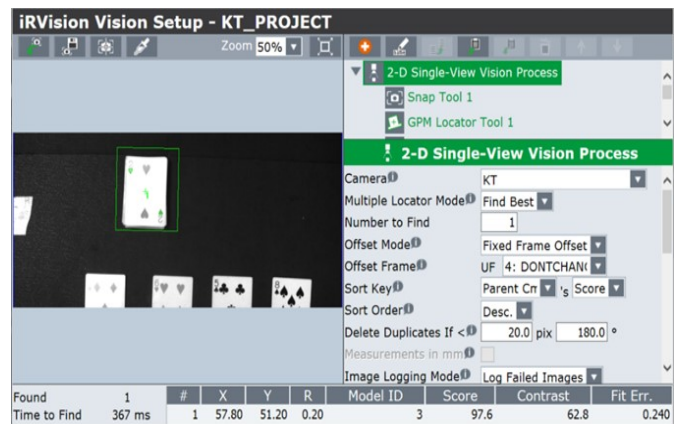 iRVision Vision Setup - KT_PROJECT
Zoom 50%
2-D Single-View Vision Process
Snap Tool 1
GPM Locator Tool 1
2-D Single-View Vision Process
Camera KT
Multiple Locator Mode Find Best
Number to Find 1
Offset Mode Fixed Frame Offset
Offset Frame UF 4: DONTCHAN
Sort Key Parent Cm 's Score
Sort Order Desc.
Delete Duplicates If < 20.0 pix 180.0 °
Measurements in mm
Image Logging Mode Log Failed Images
Found 1 # X Y R Model ID Score Contrast Fit Err.
Time to Find 367 ms 1 57.80 51.20 0.20 3 97.6 62.8 0.240